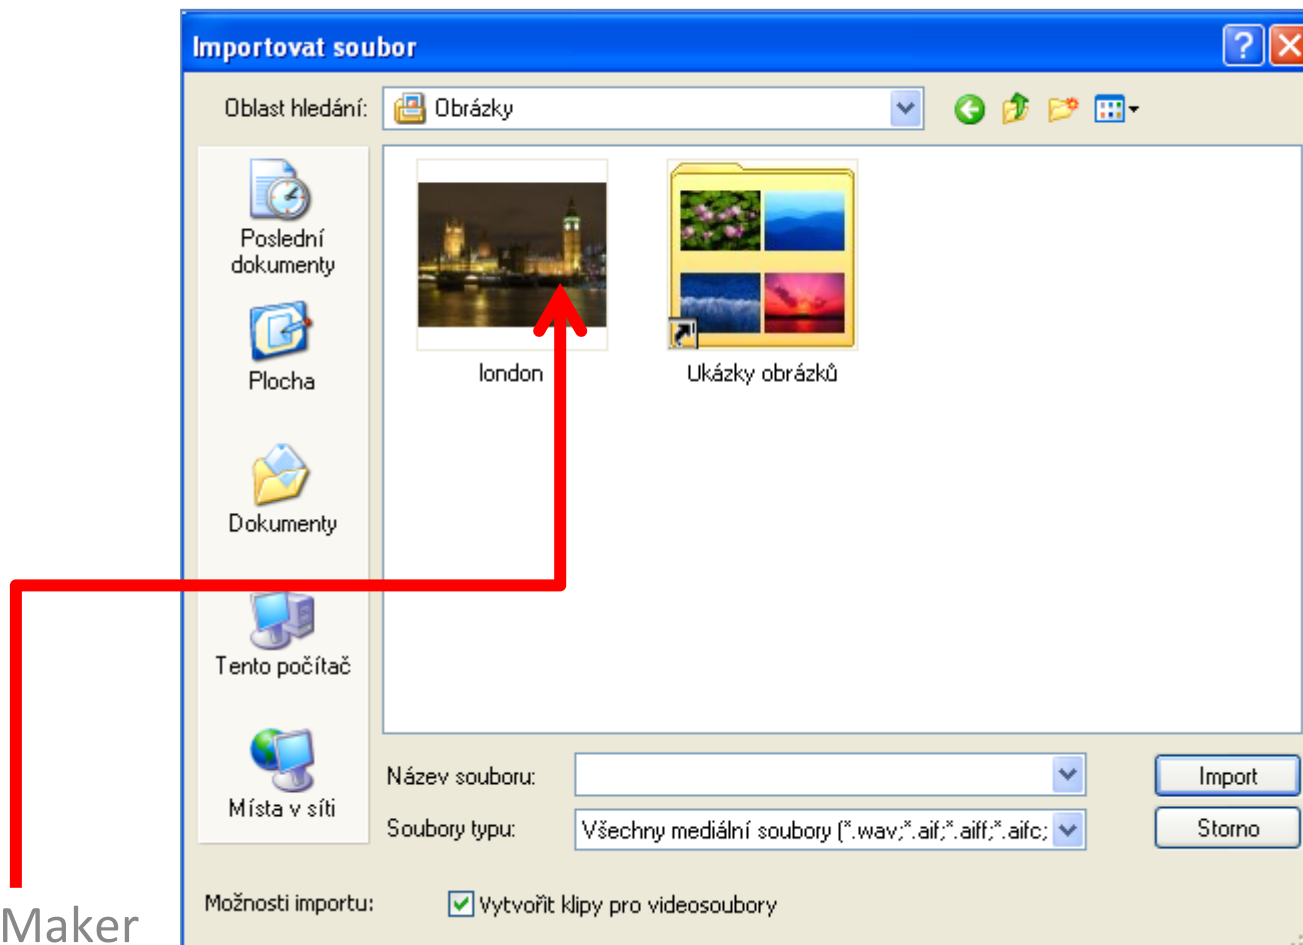 Importovat soubor
Oblast hledání: Obrázky
Poslední
dokumenty
Plocha
Dokumenty
Tento počítač
Místa v síti
london
Ukázky obrázků
Název souboru:
Import
Soubory typu: Všechny mediální soubory (*.wav;*.aif;*.aiff;*.aifc;
Storno
Možnosti importu: Vytvořit klipy pro videosoubory
Maker